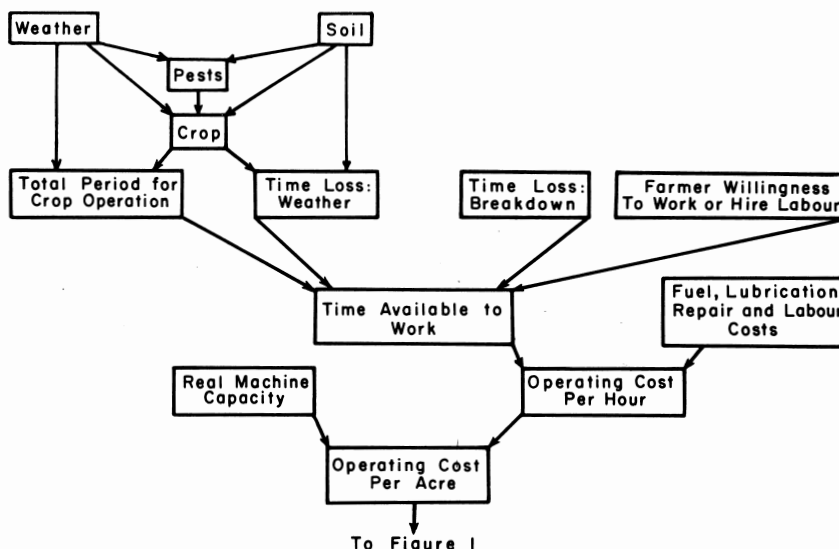 Weather
Soil
Pests
Crop
Total Period for
Crop Operation
Time Loss:
Weather
Time Loss:
Breakdown
Farmer Willingness
To Work or Hire Labour
Time Available to
Work
Fuel, Lubrication
Repair and Labour
Costs
Real Machine
Capacity
Operating Cost
Per Hour
Operating Cost
Per Acre
To Figure 1